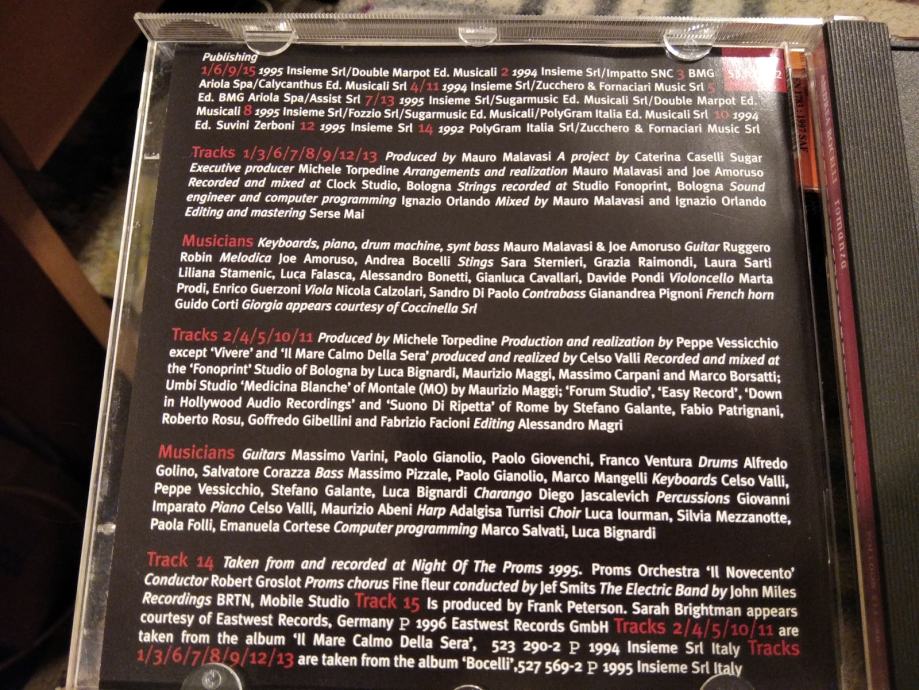 Publishing
1/6/9/15 1995 Insieme Srl/Double Marpot Ed. Musicali 2 1994 Insieme Srl/Impatto SNC 3 BMG
Ariola Spa/Calycanthus Ed. Musicali Srl 4/11 1994 Insieme Srl/Zucchero & Fornaciari Music Srl 5
Ed. BMG Ariola Spa/Assist Srl 7/13 1995 Insieme Srl/Sugarmusic Ed. Musicali Srl/Double Marpot Ed.
Musicali 8 1995 Insieme Srl/Fozzio Srl/Sugarmusic Ed. Musicali/PolyGram Italia Ed. Musicali Srl 10 1994
Ed. Suvini Zerboni 12 1995 Insieme Srl 14 1992 PolyGram Italia Srl/Zucchero & Fornaciari Music Srl
Tracks 1/3/6/7/8/9/12/13 Produced by Mauro Malavasi A project by Caterina Caselli Sugar
Executive producer Michele Torpedine Arrangements and realization Mauro Malavasi and Joe Amoruso
Recorded and mixed at Clock Studio, Bologna Strings recorded at Studio Fonoprint, Bologna Sound
engineer and computer programming Ignazio Orlando Mixed by Mauro Malavasi and Ignazio Orlando
Editing and mastering Serse Mai
Musicians Keyboards, piano, drum machine, synt bass Mauro Malavasi & Joe Amoruso Guitar Ruggero
Robin Melodica Joe Amoruso, Andrea Bocelli Stings Sara Sternieri, Grazia Raimondi, Laura Sarti
Liliana Stamenic, Luca Falasca, Alessandro Bonetti, Gianluca Cavallari, Davide Pondi Violoncello Marta
Prodi, Enrico Guerzoni Viola Nicola Calzolari, Sandro Di Paolo Contrabass Gianandrea Pignoni French horn
Guido Corti Giorgia appears courtesy of Coccinella Srl
Tracks 2/4/5/10/11 Produced by Michele Torpedine Production and realization by Peppe Vessicchio
except 'Vivere' and 'Il Mare Calmo Della Sera' produced and realized by Celso Valli Recorded and mixed at
the 'Fonoprint' Studio of Bologna by Luca Bignardi, Maurizio Maggi, Massimo Carpani and Marco Borsatti;
Umbi Studio 'Medicina Blanche' of Montale (MO) by Maurizio Maggi; 'Forum Studio', 'Easy Record', 'Down
in Hollywood Audio Recordings' and 'Suono Di Ripetta' of Rome by Stefano Galante, Fabio Patrignani,
Roberto Rosu, Goffredo Gibellini and Fabrizio Facioni Editing Alessandro Magri
Musicians Guitars Massimo Varini, Paolo Gianolio, Paolo Giovenchi, Franco Ventura Drums Alfredo
Golino, Salvatore Corazza Bass Massimo Pizzale, Paolo Gianolio, Marco Mangelli Keyboards Celso Valli,
Peppe Vessicchio, Stefano Galante, Luca Bignardi Charango Diego Jascalevich Percussions Giovanni
Imparato Piano Celso Valli, Maurizio Abeni Harp Adalgisa Turrisi Choir Luca Iourman, Silvia Mezzanotte,
Paola Folli, Emanuela Cortese Computer programming Marco Salvati, Luca Bignardi
Track 14 Taken from and recorded at Night Of The Proms 1995. Proms Orchestra 'Il Novecento'
Conductor Robert Groslot Proms chorus Fine fleur conducted by Jef Smits The Electric Band by John Miles
Recordings BRTN, Mobile Studio Track 15 Is produced by Frank Peterson. Sarah Brightman appears
courtesy of Eastwest Records, Germany P 1996 Eastwest Records GmbH Tracks 2/4/5/10/11 are
taken from the album 'Il Mare Calmo Della Sera', 523 290-2 P 1994 Insieme Srl Italy Tracks
1/3/6/7/8/9/12/13 are taken from the album 'Bocelli',527 569-2 P 1995 Insieme Srl Italy